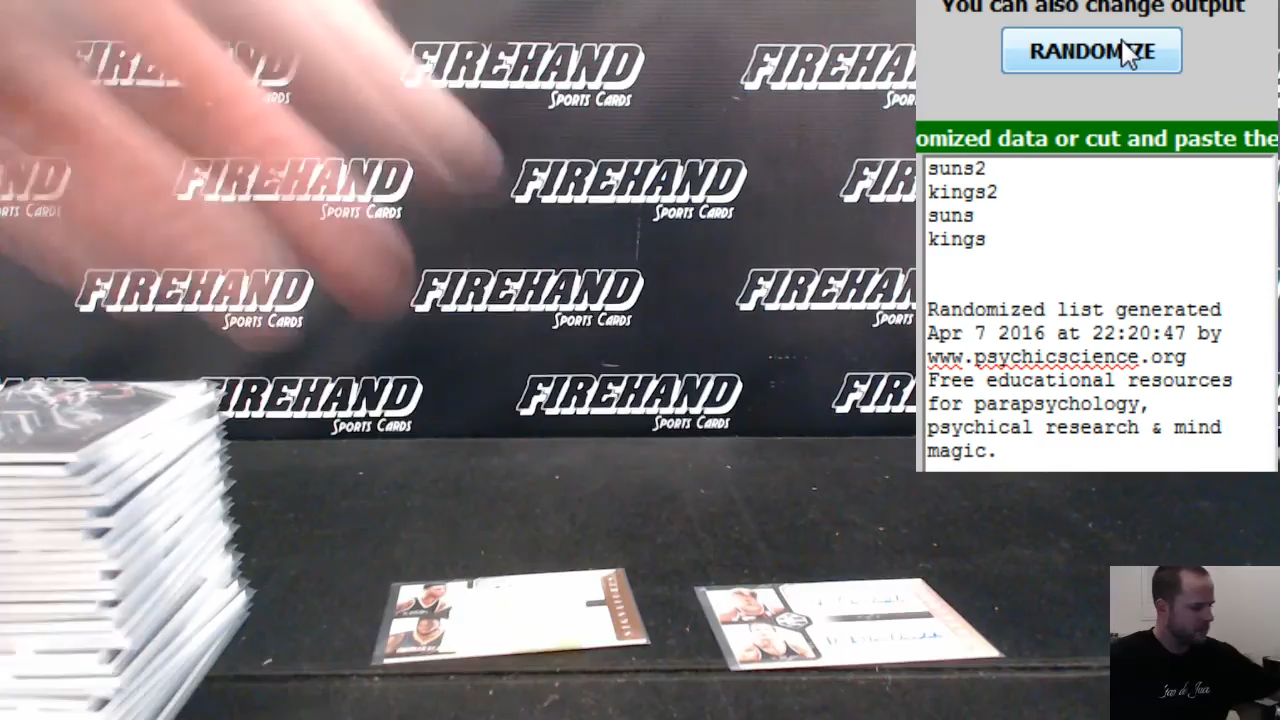 You can also change output
RANDOMIZE
omized data or cut and paste the
suns2
kings2
suns
kings
Randomized list generated
Apr 7 2016 at 22:20:47 by
www.psychicscience.org
Free educational resources
for parapsychology,
psychical research & mind
magic.
FIREHAND
SPORTS CARDS
FIREHAND
SPORTS CARDS
FIREHAND
SPORTS CARDS
FIREHAND
SPORTS CARDS
FIREHAND
SPORTS CARDS
FIREHAND
SPORTS CARDS
FIREHAND
SPORTS CARDS
FIREHAND
SPORTS CARDS
FIREHAND
SPORTS CARDS
SIGNATURES